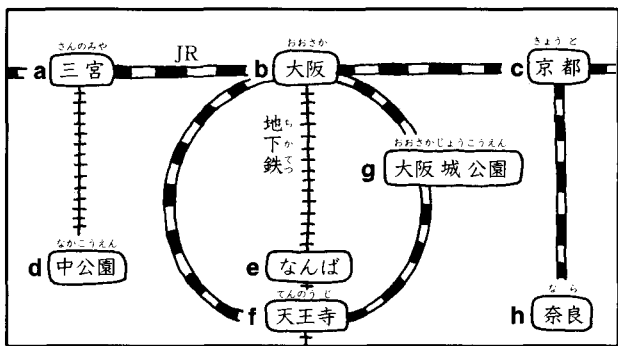 さんのみや
a 三宮
JR
おおさか
b 大阪
きょうと
c 京都
地下鉄
ちかてつ
おおさかじょうこうえん
g 大阪城公園
なかこうえん
d 中公園
e なんば
てんのうじ
f 天王寺
なら
h 奈良